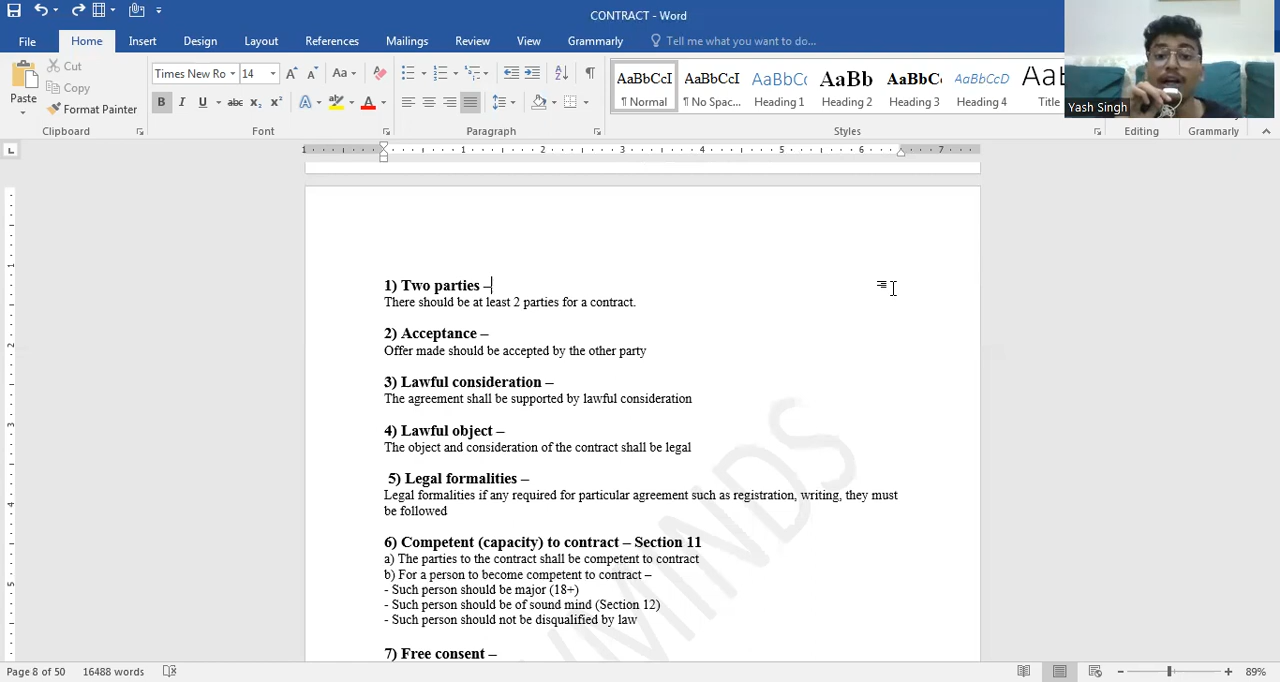 CONTRACT - Word
File Home Insert Design Layout References Mailings Review View Grammarly Tell me what you want to do...
Yash Singh
Paste
Cut
Copy
Format Painter
Clipboard
Times New Ro 14
Font
Paragraph
AaBbCcI AaBbCcI AaBbC AaBb AaBbC AaBbCcD
¶ Normal ¶ No Spac... Heading 1 Heading 2 Heading 3 Heading 4 Title
Styles
Editing
Grammarly
1 1 2 3 4 5 6 7
1) Two parties –
There should be at least 2 parties for a contract.
2) Acceptance –
Offer made should be accepted by the other party
3) Lawful consideration –
The agreement shall be supported by lawful consideration
4) Lawful object –
The object and consideration of the contract shall be legal
5) Legal formalities –
Legal formalities if any required for particular agreement such as registration, writing, they must
be followed
6) Competent (capacity) to contract – Section 11
a) The parties to the contract shall be competent to contract
b) For a person to become competent to contract –
- Such person should be major (18+)
- Such person should be of sound mind (Section 12)
- Such person should not be disqualified by law
7) Free consent –
Page 8 of 50 16488 words 89%